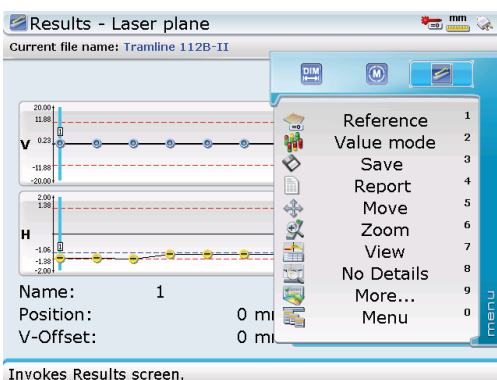 Results - Laser plane
mm
Current file name: Tramline 112B-II
DIM
M
20.00
11.88
V 0.23
-11.88
-20.00
1
2.00
1.38
H
-1.06
-1.38
-2.00
1
Reference 1
Value mode 2
Save 3
Report 4
Move 5
Zoom 6
View 7
No Details 8
More... 9
Menu 0
menu
Name: 1
Position: 0
V-Offset: 0
Invokes Results screen.